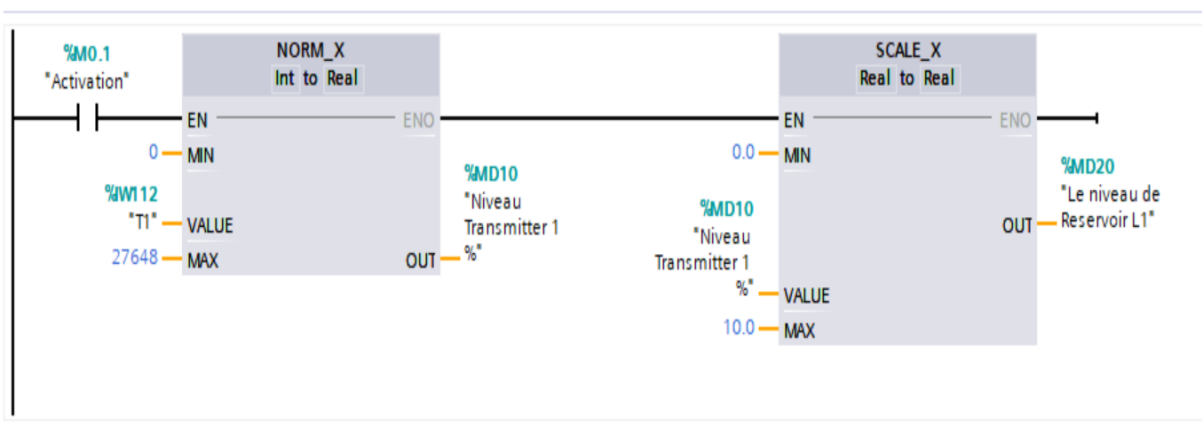 %M0.1
"Activation"
NORM_X
Int to Real
EN
ENO
0
MIN
%IW112
"T1"
VALUE
27648
MAX
OUT
%MD10
"Niveau
Transmitter 1
%"
SCALE_X
Real to Real
EN
ENO
0.0
MIN
%MD10
"Niveau
Transmitter 1
%"
VALUE
10.0
MAX
OUT
%MD20
"Le niveau de
Reservoir L1"